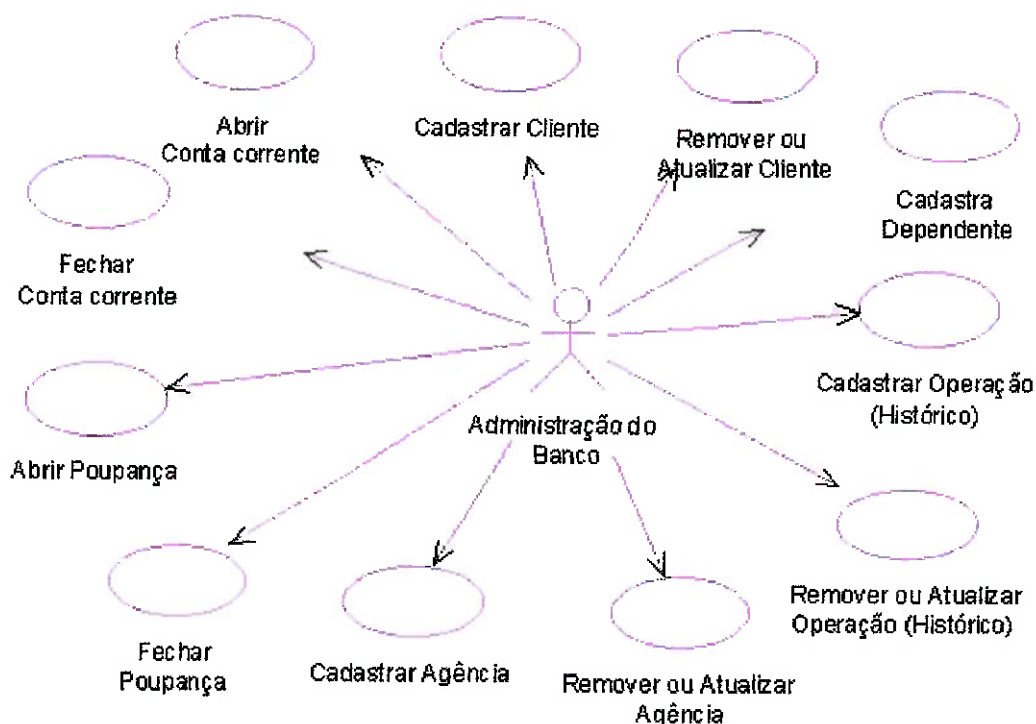 Abrir
Conta corrente
Cadastrar Cliente
Remover ou
Atualizar Cliente
Cadastra
Dependente
Fechar
Conta corrente
Cadastrar Operação
(Histórico)
Abrir Poupança
Administração do
Banco
Remover ou Atualizar
Operação (Histórico)
Fechar
Poupança
Cadastrar Agência
Remover ou Atualizar
Agência